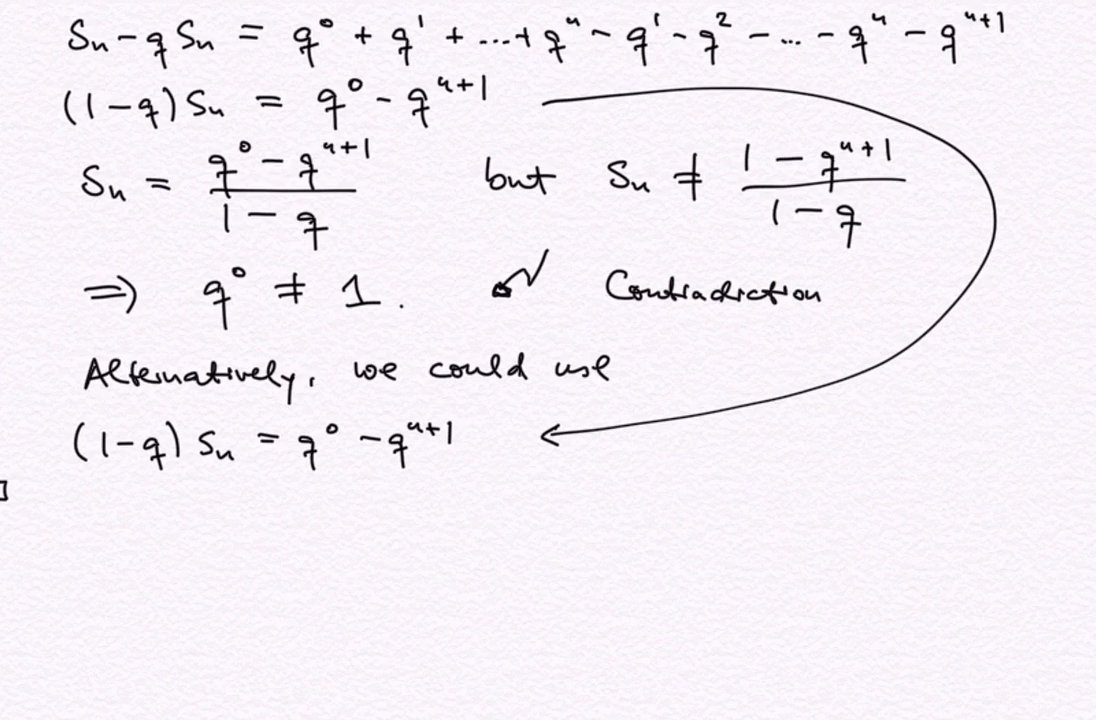 Sₙ - qSₙ = q⁰ + q¹ + ... + qⁿ - q¹ - q² - ... - qⁿ - qⁿ⁺¹
(1-q) Sₙ = q⁰ - qⁿ⁺¹
Sₙ = (q⁰ - qⁿ⁺¹)/(1 - q) but Sₙ ≠ (1 - qⁿ⁺¹)/(1 - q)
⇒ q⁰ ≠ 1. Contradiction
Alternatively, we could use
(1-q) Sₙ = q⁰ - qⁿ⁺¹